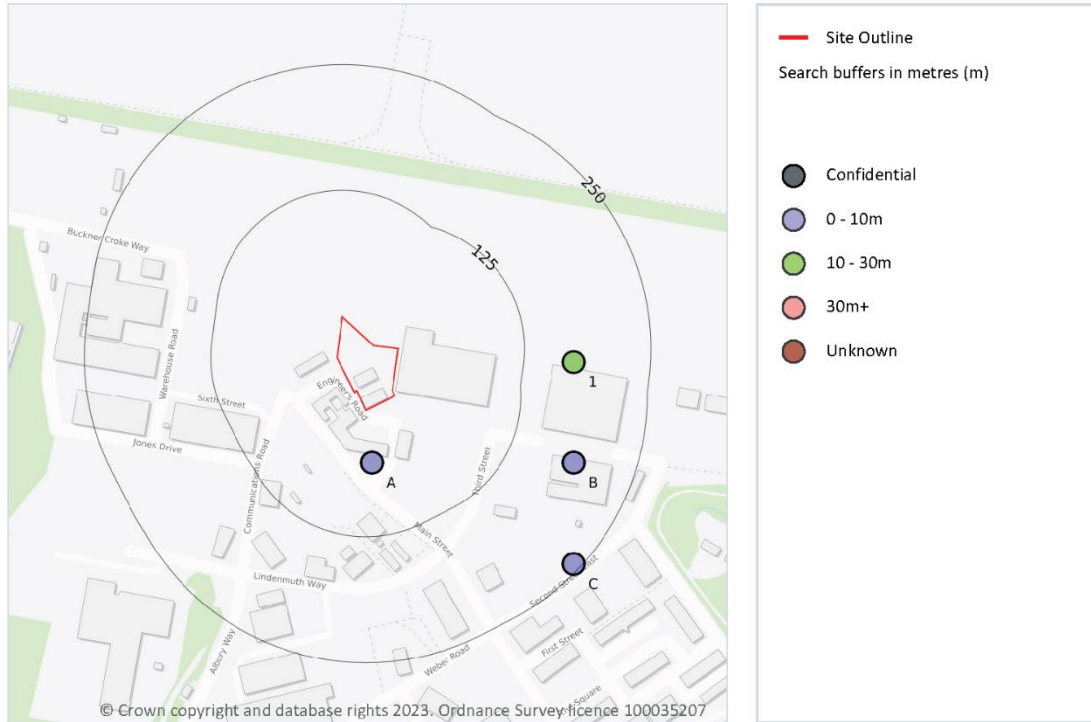 250
125
Buckner Croke Way
Warehouse Road
Sixth Street
Engineer's Road
Jones Drive
Communications Road
Third Street
1
A
B
Main Street
C
Second Street East
Lindenmuth Way
First Street
Albury Way
Weber Road
Square
© Crown copyright and database rights 2023. Ordnance Survey licence 100035207
Site Outline
Search buffers in metres (m)
Confidential
0 - 10m
10 - 30m
30m+
Unknown